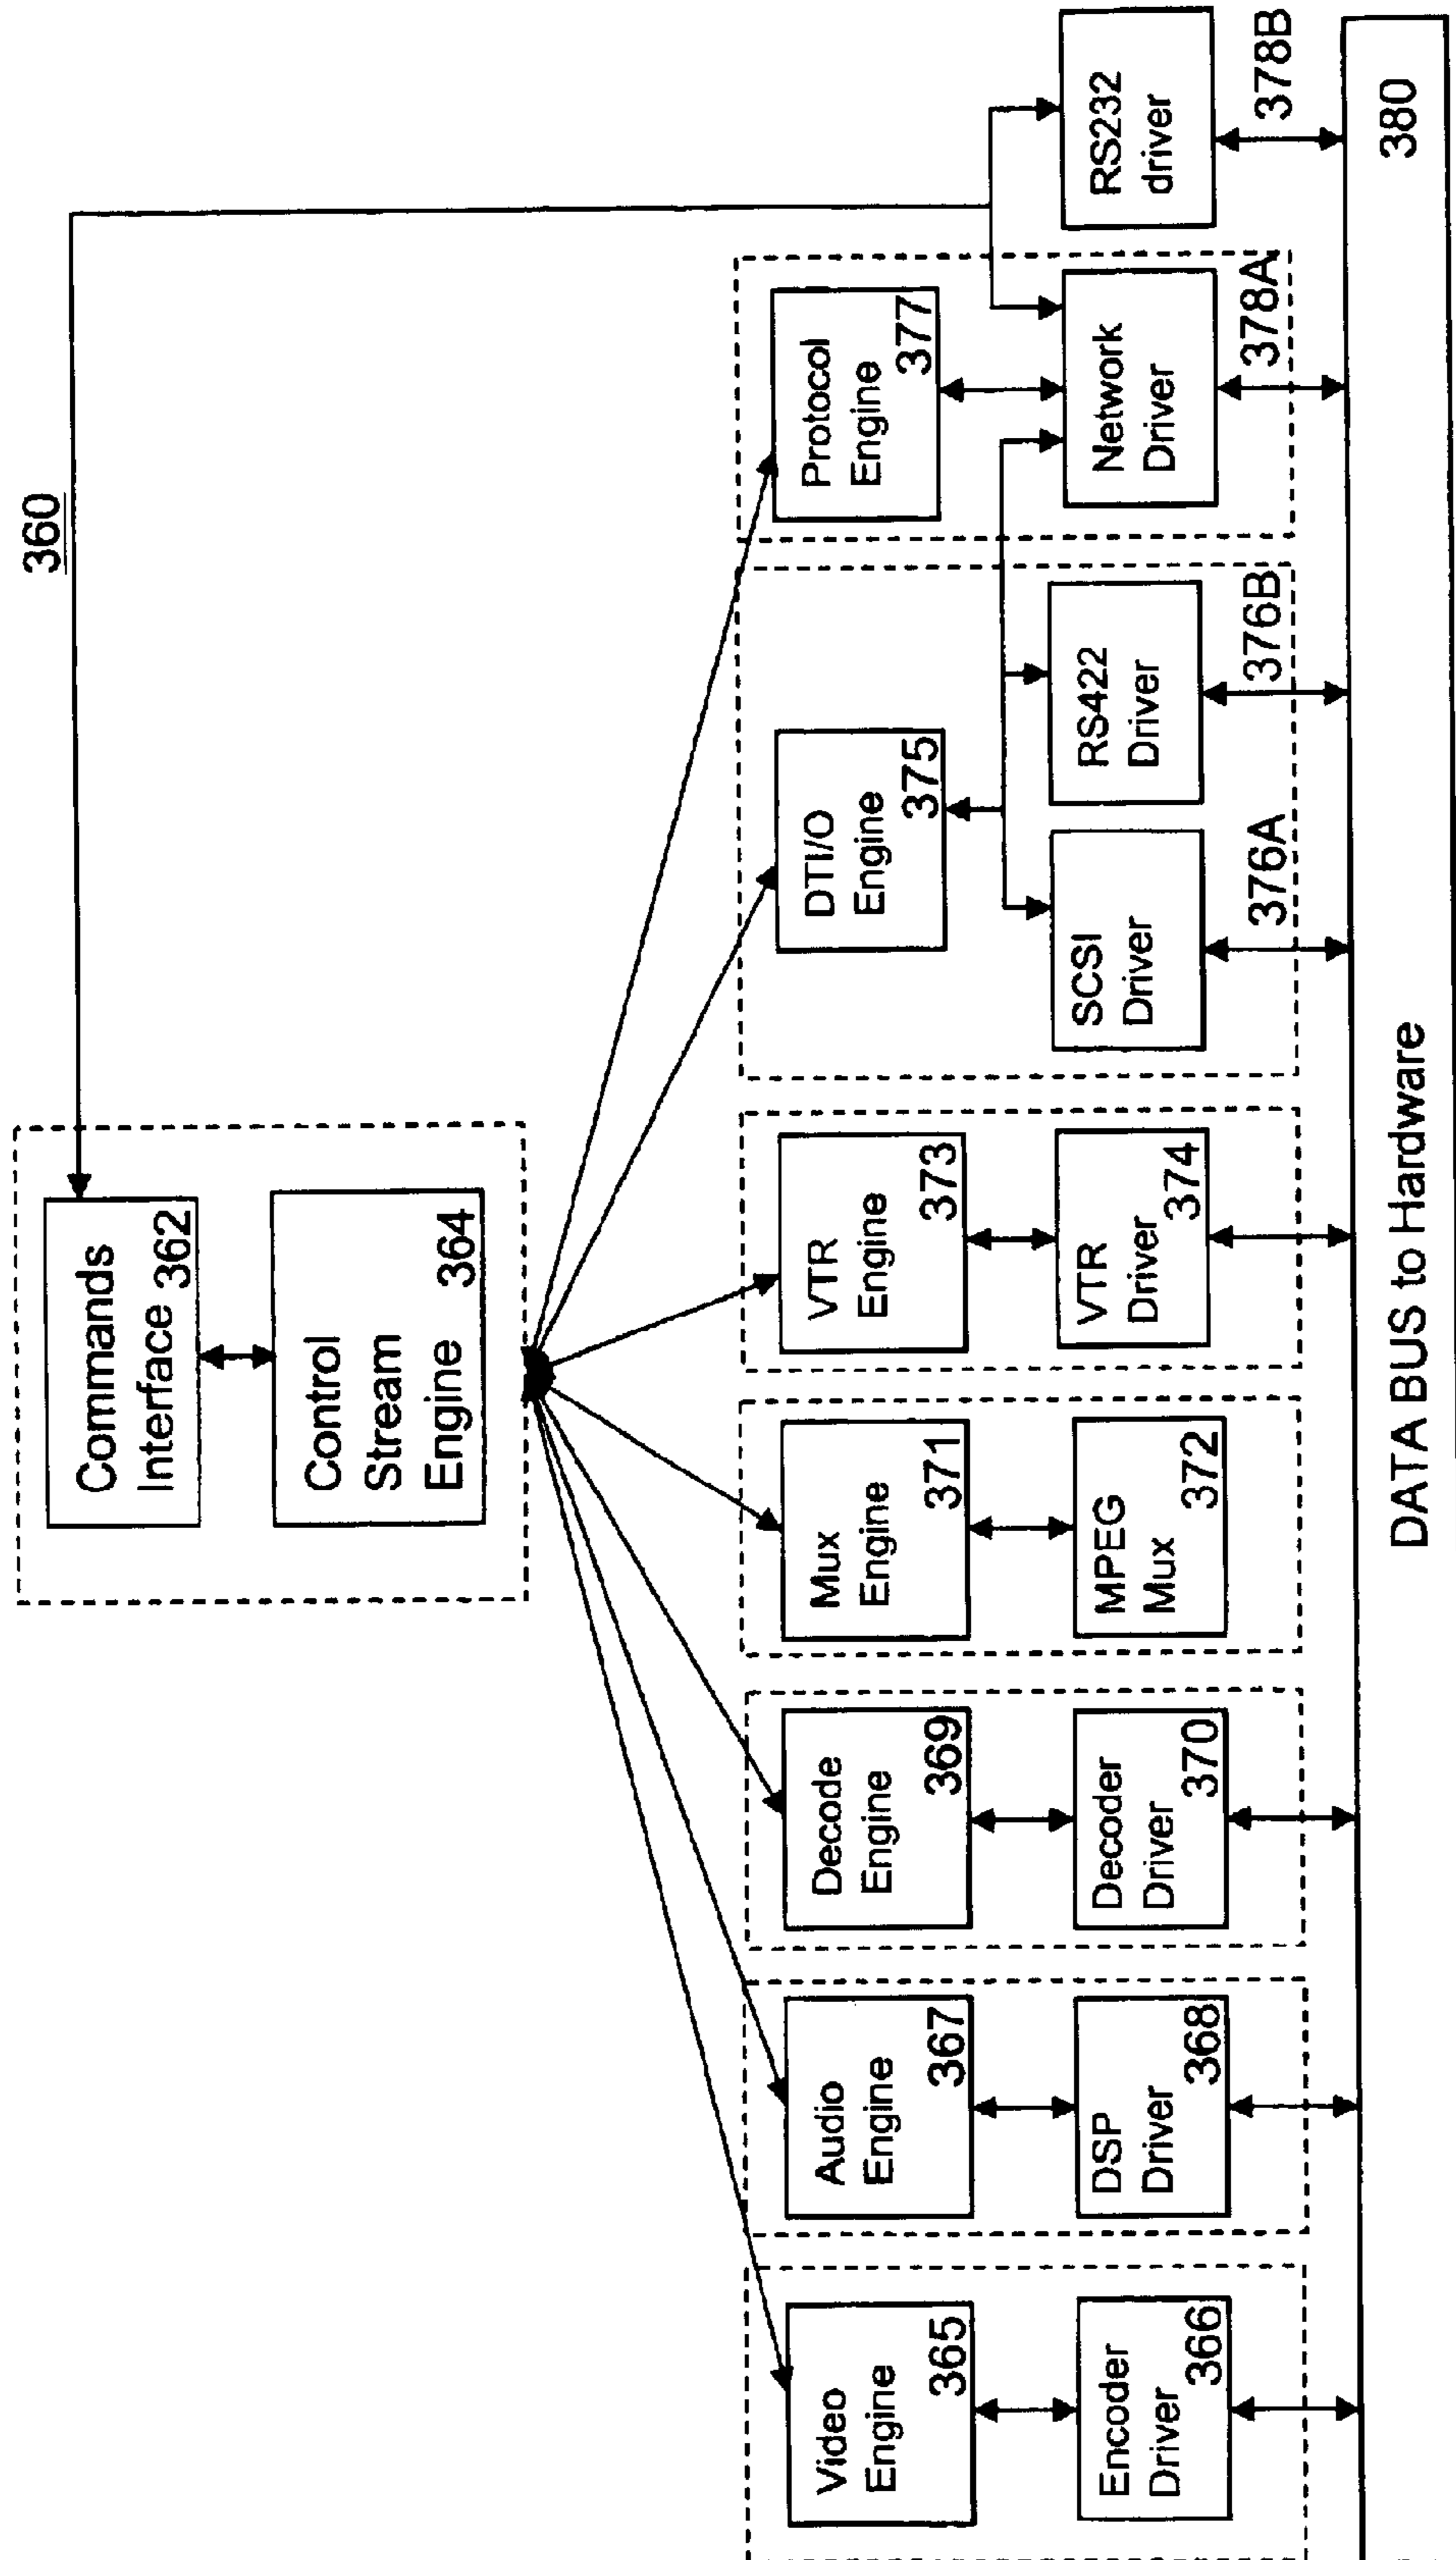 360
Commands
Interface 362
Control
Stream
Engine 364
Video
Engine 365
Audio
Engine 367
Decode
Engine 369
Mux
Engine 371
VTR
Engine 373
DTI/O
Engine 375
Protocol
Engine 377
Encoder
Driver 366
DSP
Driver 368
Decoder
Driver 370
MPEG
Mux 372
VTR
Driver 374
SCSI
Driver
RS422
Driver
Network
Driver
RS232
driver
376A
376B
378A
378B
DATA BUS to Hardware
380